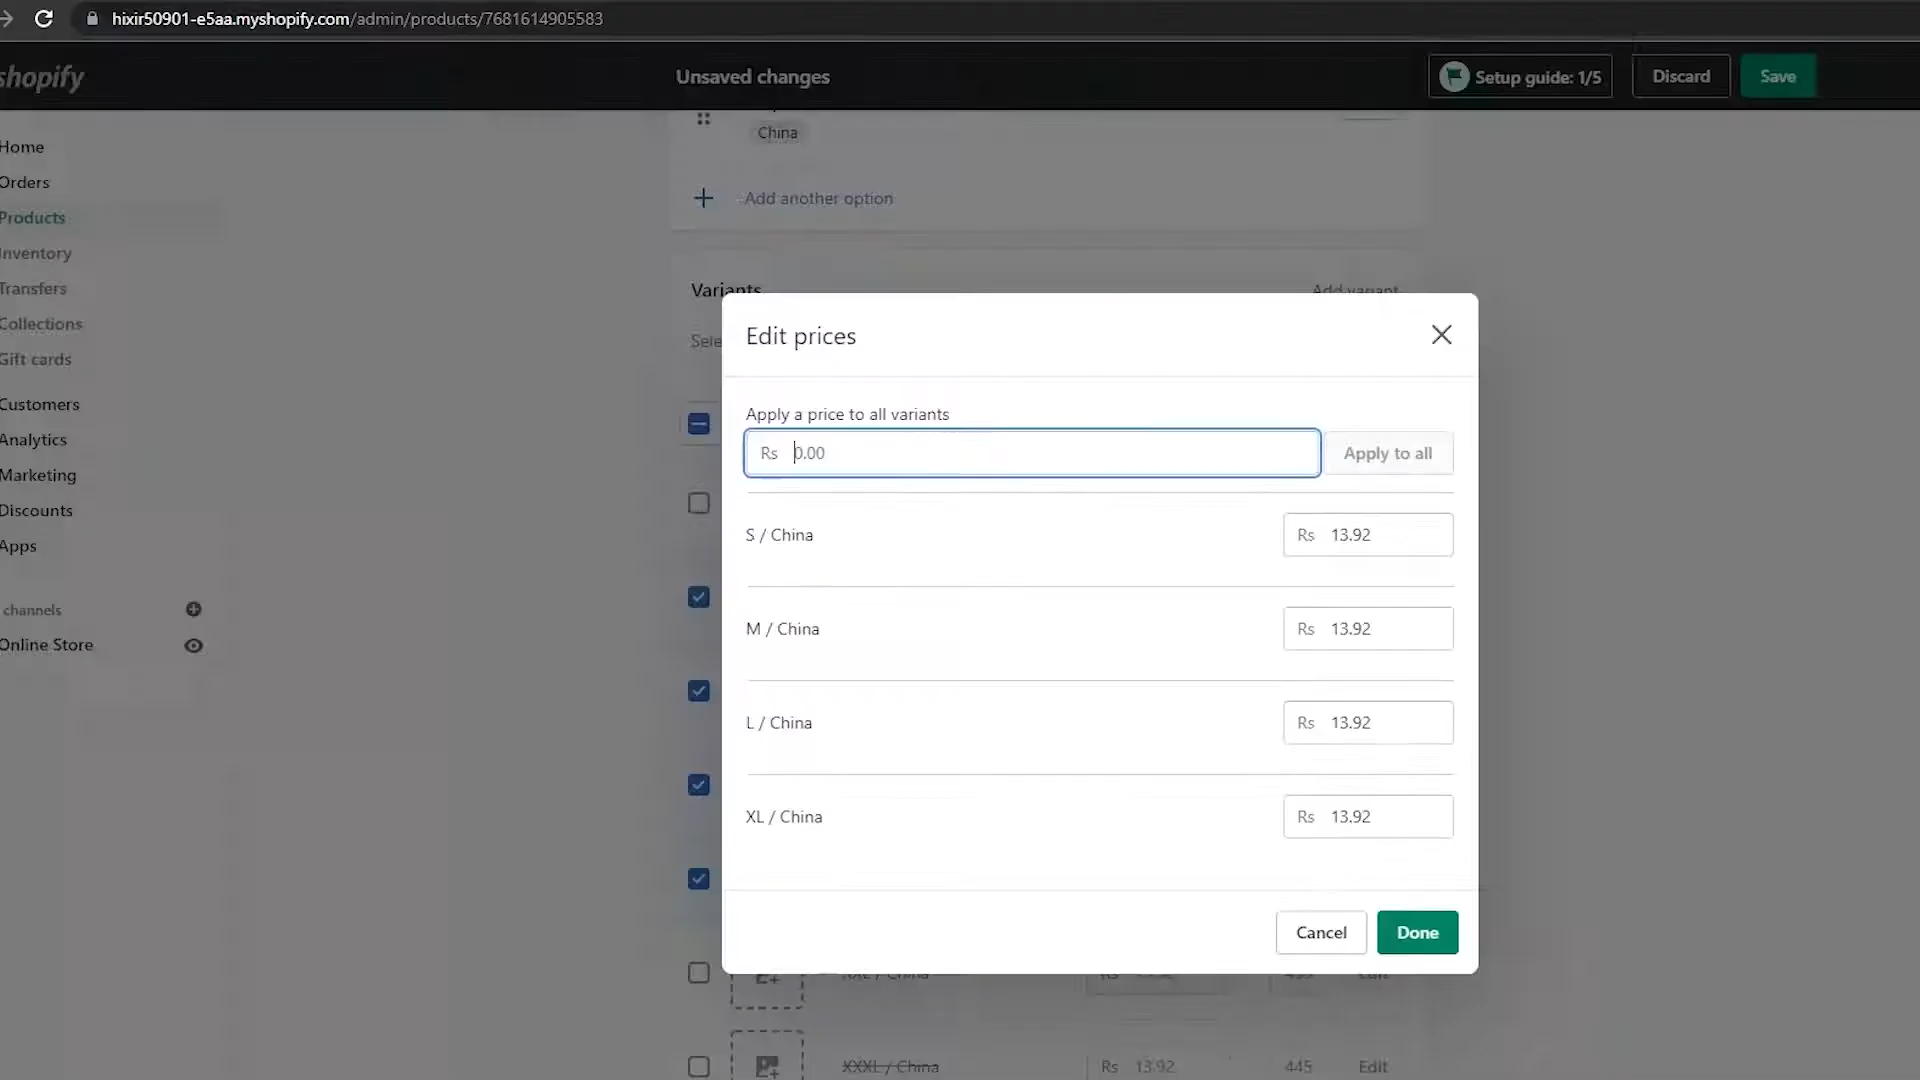 hixir50901-e5aa.myshopify.com/admin/products/7681614905583
shopify
Unsaved changes
Setup guide: 1/5
Discard
Save
China
Home
Orders
Add another option
Products
Inventory
Transfers
Variants
Add variant
Collections
Sele
Edit prices
Gift cards
Customers
Apply a price to all variants
Analytics
Rs 0.00
Apply to all
Marketing
Discounts
S / China
Rs 13.92
Apps
channels
M / China
Rs 13.92
Online Store
L / China
Rs 13.92
XL / China
Rs 13.92
Cancel
Done
XXXL / China
Rs 13.92
445
Edit